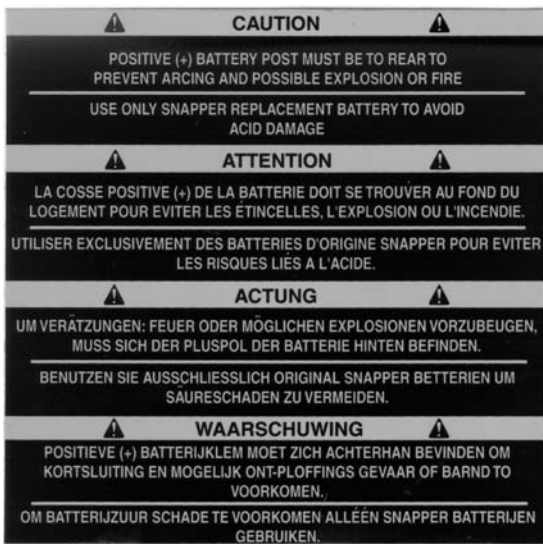 CAUTION
POSITIVE (+) BATTERY POST MUST BE TO REAR TO
PREVENT ARCING AND POSSIBLE EXPLOSION OR FIRE
USE ONLY SNAPPER REPLACEMENT BATTERY TO AVOID
ACID DAMAGE
ATTENTION
LA COSSE POSITIVE (+) DE LA BATTERIE DOIT SE TROUVER AU FOND DU
LOGEMENT POUR EVITER LES ÉTINCELLES, L'EXPLOSION OU L'INCENDIE.
UTILISER EXCLUSIVEMENT DES BATTERIES D'ORIGINE SNAPPER POUR EVITER
LES RISQUES LIÉS A L'ACIDE.
ACTUNG
UM VERÄTZUNGEN: FEUER ODER MÖGLICHEN EXPLOSIONEN VORZUBEUGEN,
MUSS SICH DER PLUSPOL DER BATTERIE HINTEN BEFINDEN.
BENUTZEN SIE AUSSCHLIESSLICH ORIGINAL SNAPPER BETTERIEN UM
SÄURESCHADEN ZU VERMEIDEN.
WAARSCHUWING
POSITIEVE (+) BATTERIJKLEM MOET ZICH ACHTERHAN BEVINDEN OM
KORTSLUITING EN MOGELIJK ONT-PLOFFINGS GEVAAR OF BARND TO
VOORKOMEN.
OM BATTERIJZUUR SCHADE TE VOORKOMEN ALLÉÉN SNAPPER BATTERIJEN
GEBRUIKEN.